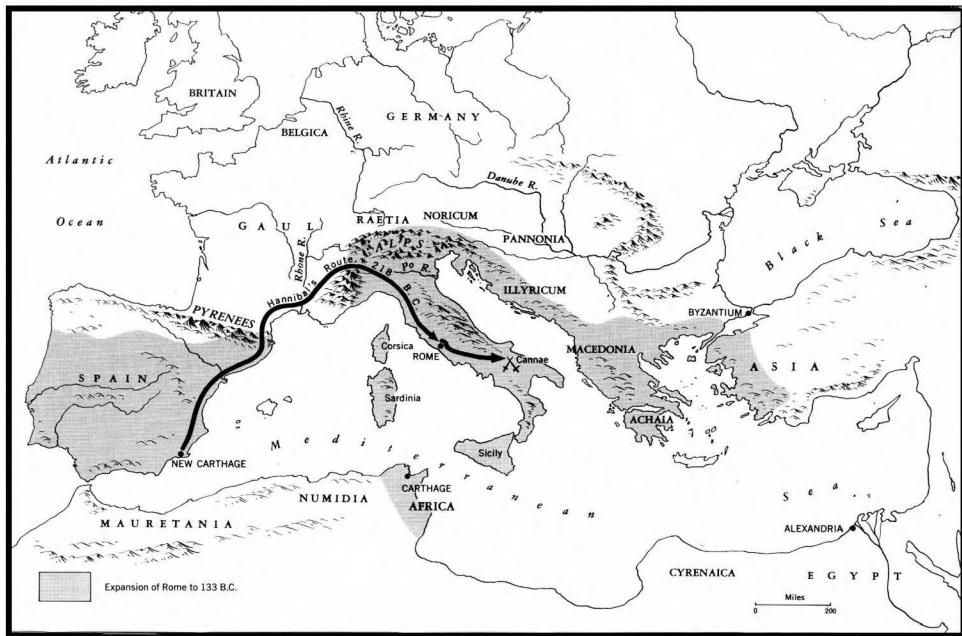 BRITAIN
BELGICA
Rhine R.
GERMANY
Atlantic
Ocean
Danube R.
GAUL
RAETIA
NORICUM
PANNONIA
ALPS
Rhone R.
Hannibal's Route, 218 B.C.
Po R.
ILLYRICUM
Black Sea
PYRENEES
BYZANTIUM
Corsica
ROME
Cannae
MACEDONIA
SPAIN
ASIA
Sardinia
ACHAIA
Sicily
NEW CARTHAGE
Mediterranean Sea
CARTHAGE
NUMIDIA
AFRICA
MAURETANIA
ALEXANDRIA
CYRENAICA
EGYPT
Expansion of Rome to 133 B.C.
Miles
0 200